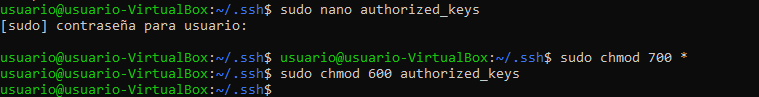 usuario@usuario-VirtualBox:~/.ssh$ sudo nano authorized_keys
[sudo] contraseña para usuario:
usuario@usuario-VirtualBox:~/.ssh$ usuario@usuario-VirtualBox:~/.ssh$ sudo chmod 700 *
usuario@usuario-VirtualBox:~/.ssh$ sudo chmod 600 authorized_keys
usuario@usuario-VirtualBox:~/.ssh$